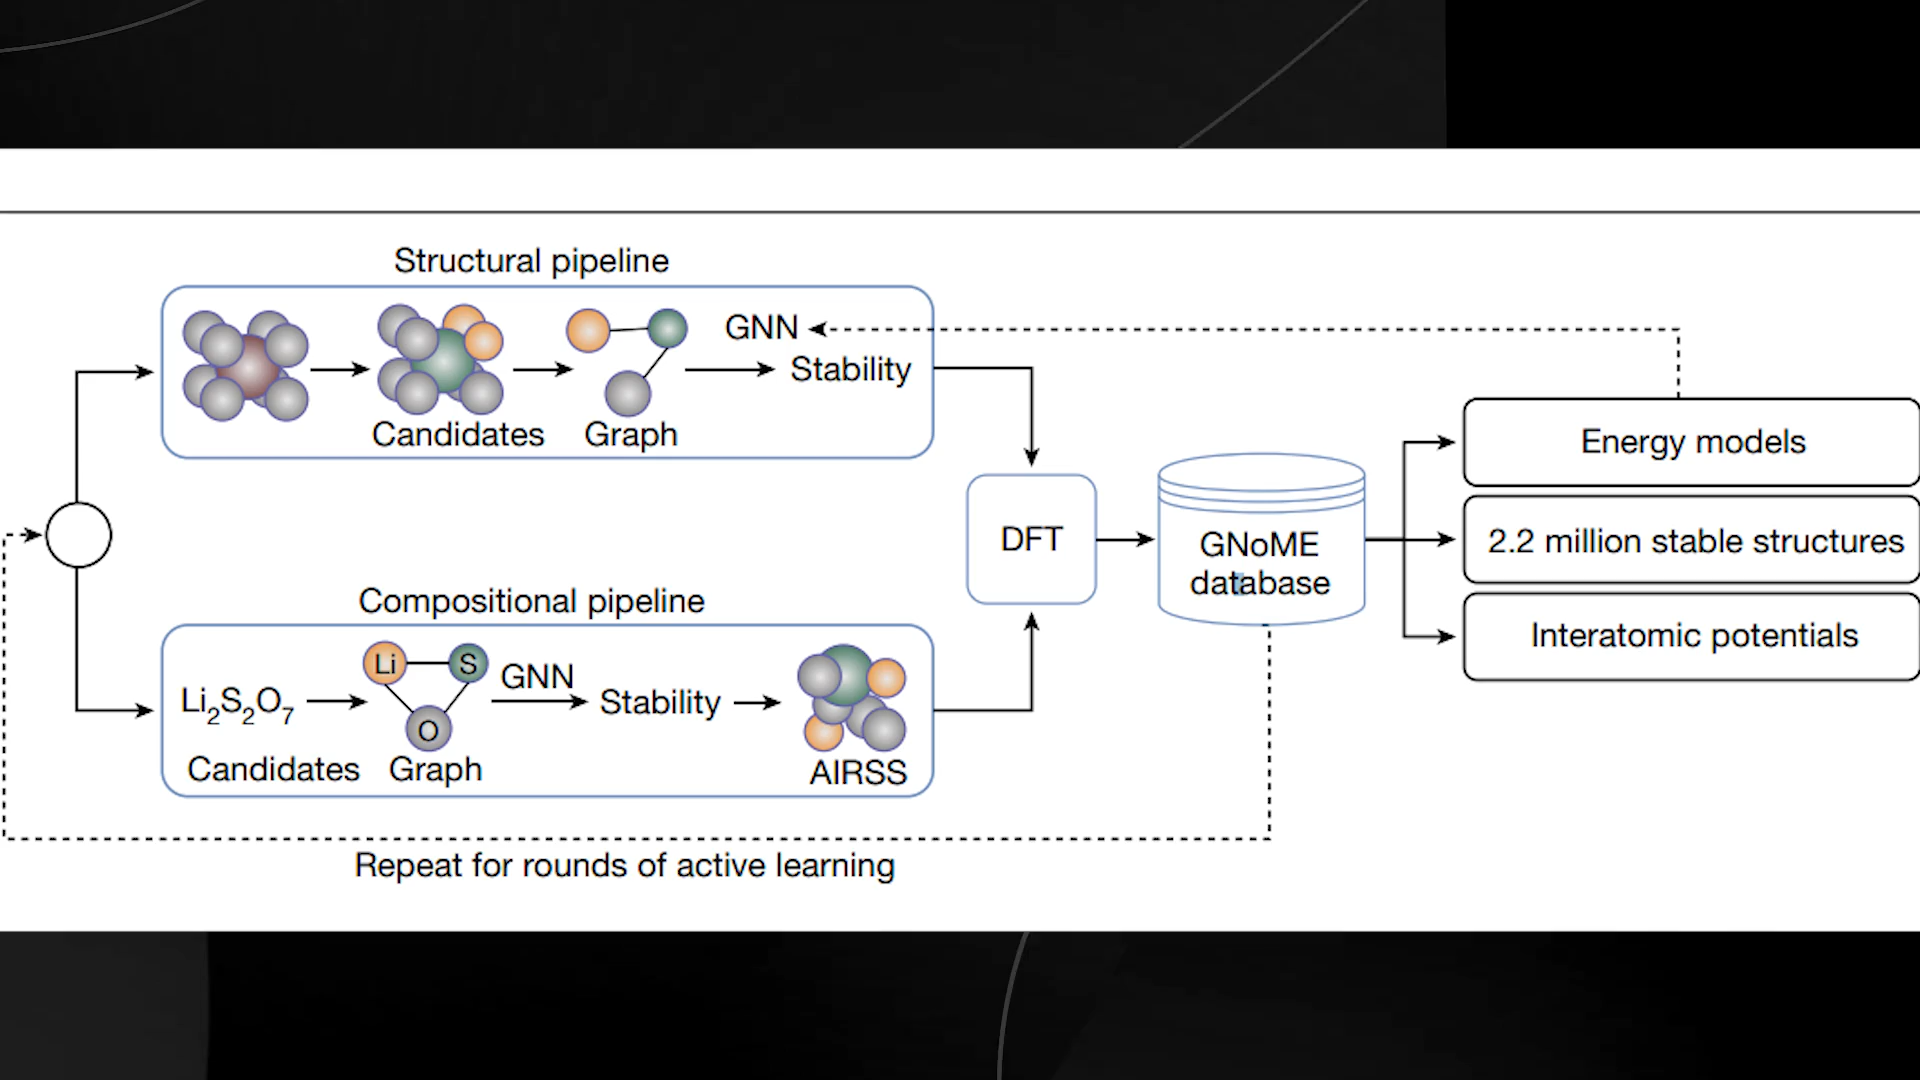 Structural pipeline
GNN
Stability
Candidates
Graph
Energy models
DFT
GNoME
database
2.2 million stable structures
Interatomic potentials
Compositional pipeline
Li
S
O
GNN
Li₂S₂O₇
Stability
Candidates
Graph
AIRSS
Repeat for rounds of active learning